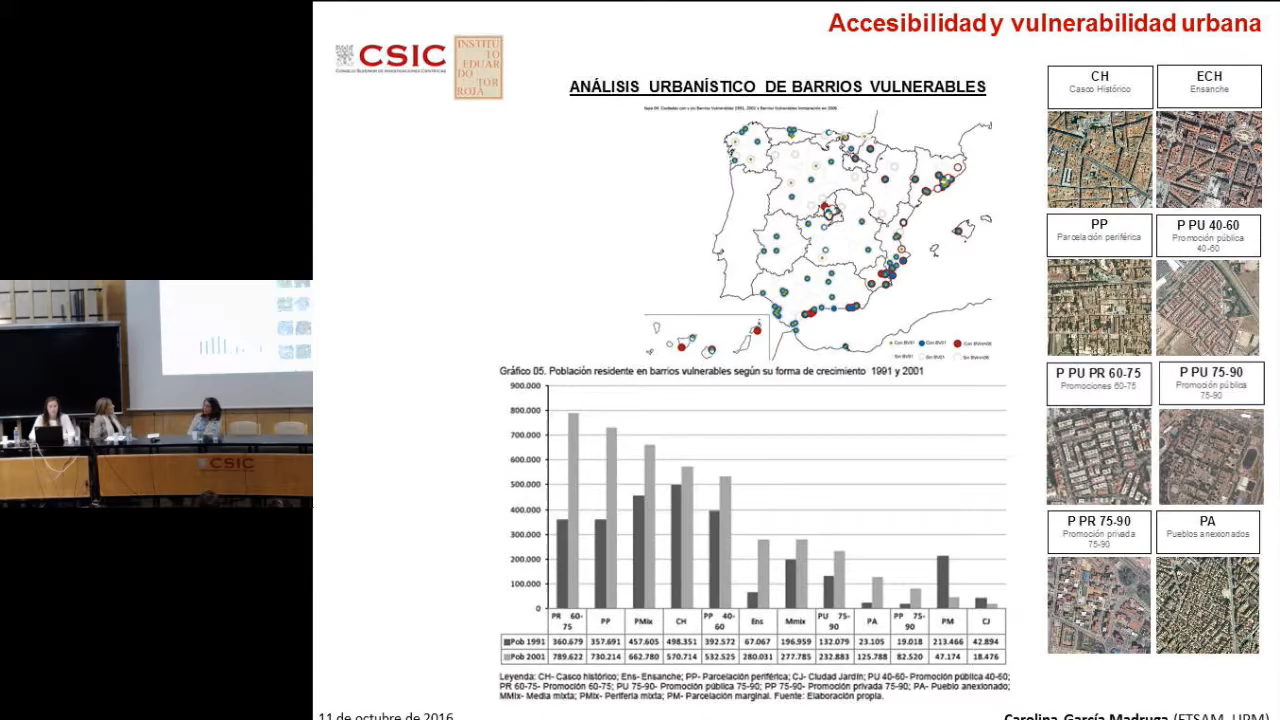 Accesibilidad y vulnerabilidad urbana
CSIC
CONSEJO SUPERIOR DE INVESTIGACIONES CIENTÍFICAS
INSTITU
TO
EDUAR
DO
TOR
ROJA
ANÁLISIS URBANÍSTICO DE BARRIOS VULNERABLES
CH
Casco Histórico
ECH
Ensanche
PP
Parcelación periférica
P PU 40-60
Promoción pública
40-60
P PU PR 60-75
Promociones 60-75
P PU 75-90
Promoción pública
75-90
P PR 75-90
Promoción privada
75-90
PA
Pueblos anexionados
Gráfico 05. Población residente en barrios vulnerables según su forma de crecimiento 1991 y 2001
900.000
800.000
700.000
600.000
500.000
400.000
300.000
200.000
100.000
0
PR 60-75 PP PMix CH PP 40-60 Ens Mmix PU 75-90 PA PP 75-90 PM CJ
Pob 1991 360.679 357.691 457.605 498.351 392.572 67.067 196.959 132.079 23.105 19.018 213.466 42.894
Pob 2001 789.622 730.214 662.780 570.714 532.525 280.031 277.785 232.883 125.788 82.520 47.174 18.476
Leyenda: CH- Casco histórico; Ens- Ensanche; PP- Parcelación periférica; CJ- Ciudad Jardín; PU 40-60- Promoción pública 40-60;
PR 60-75- Promoción 60-75; PU 75-90- Promoción pública 75-90; PP 75-90- Promoción privada 75-90; PA- Pueblo anexionado;
MMix- Media mixta; PMix- Periferia mixta; PM- Parcelación marginal. Fuente: Elaboración propia.
CSIC
11 de octubre de 2016
Carolina García Madruga (ETSAM, UPM)